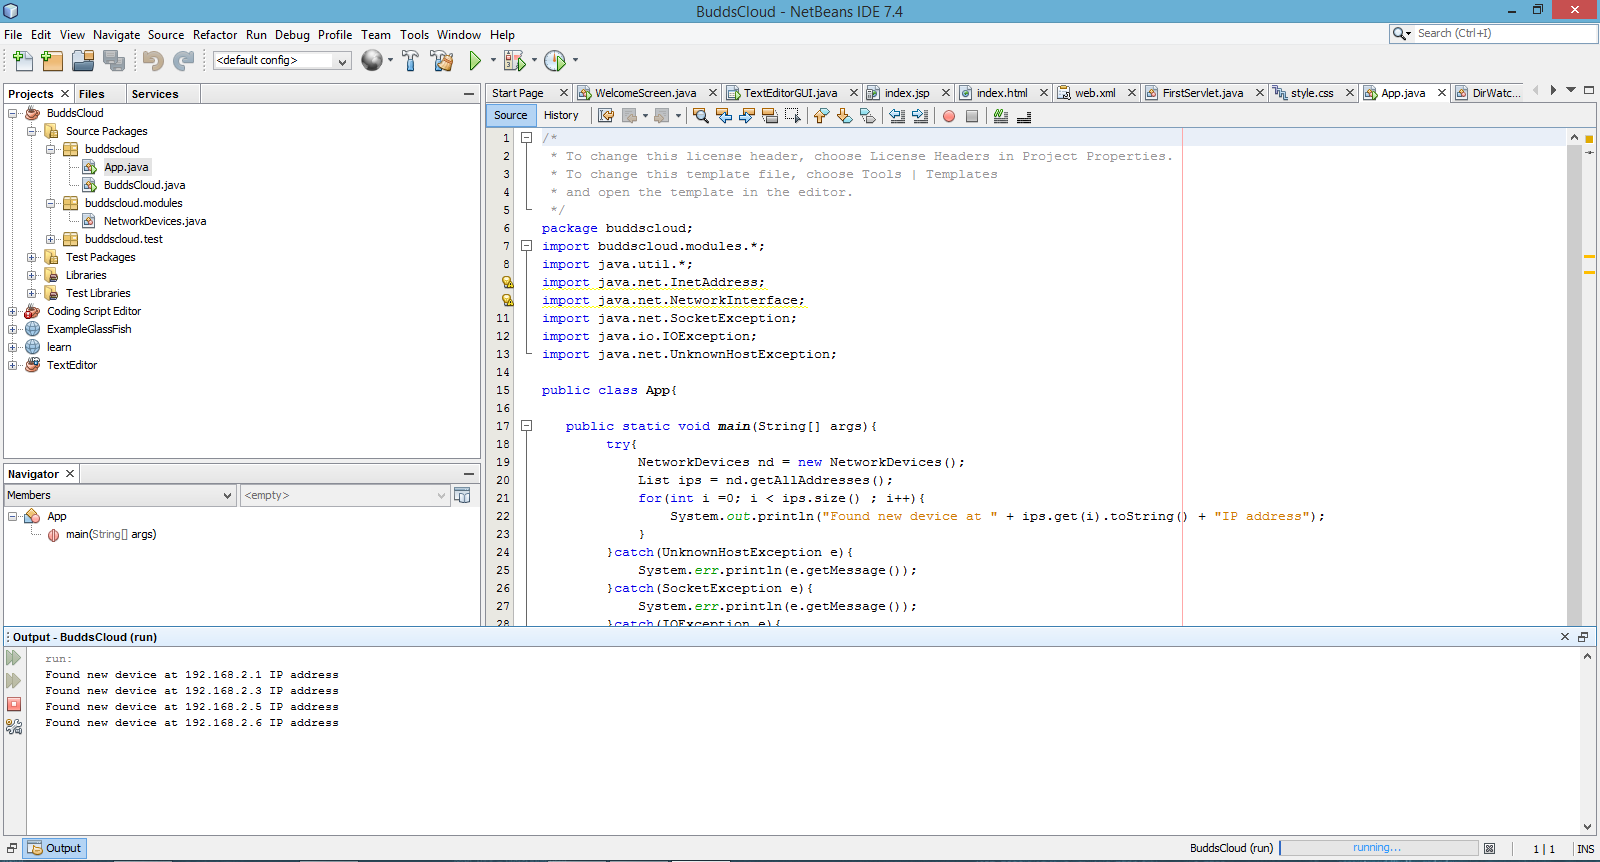 BuddsCloud - NetBeans IDE 7.4
File Edit View Navigate Source Refactor Run Debug Profile Team Tools Window Help
Search (Ctrl+I)
<default config>
Projects Files Services
BuddsCloud
Source Packages
buddscloud
App.java
BuddsCloud.java
buddscloud.modules
NetworkDevices.java
buddscloud.test
Test Packages
Libraries
Test Libraries
Coding Script Editor
ExampleGlassFish
learn
TextEditor
Navigator
Members
<empty>
App
main(String[] args)
Start Page WelcomeScreen.java TextEditorGUI.java index.jsp index.html web.xml FirstServlet.java style.css App.java DirWatc...
Source History
1 /*
2 * To change this license header, choose License Headers in Project Properties.
3 * To change this template file, choose Tools | Templates
4 * and open the template in the editor.
5 */
6 package buddscloud;
7 import buddscloud.modules.*;
8 import java.util.*;
import java.net.InetAddress;
import java.net.NetworkInterface;
11 import java.net.SocketException;
12 import java.io.IOException;
13 import java.net.UnknownHostException;
14
15 public class App{
16
17 public static void main(String[] args){
18 try{
19 NetworkDevices nd = new NetworkDevices();
20 List ips = nd.getAllAddresses();
21 for(int i =0; i < ips.size() ; i++){
22 System.out.println("Found new device at " + ips.get(i).toString() + "IP address");
23 }
24 }catch(UnknownHostException e){
25 System.err.println(e.getMessage());
26 }catch(SocketException e){
27 System.err.println(e.getMessage());
28 }catch(IOException e){
Output - BuddsCloud (run)
run:
Found new device at 192.168.2.1 IP address
Found new device at 192.168.2.3 IP address
Found new device at 192.168.2.5 IP address
Found new device at 192.168.2.6 IP address
Output
BuddsCloud (run) running... 1 | 1 INS